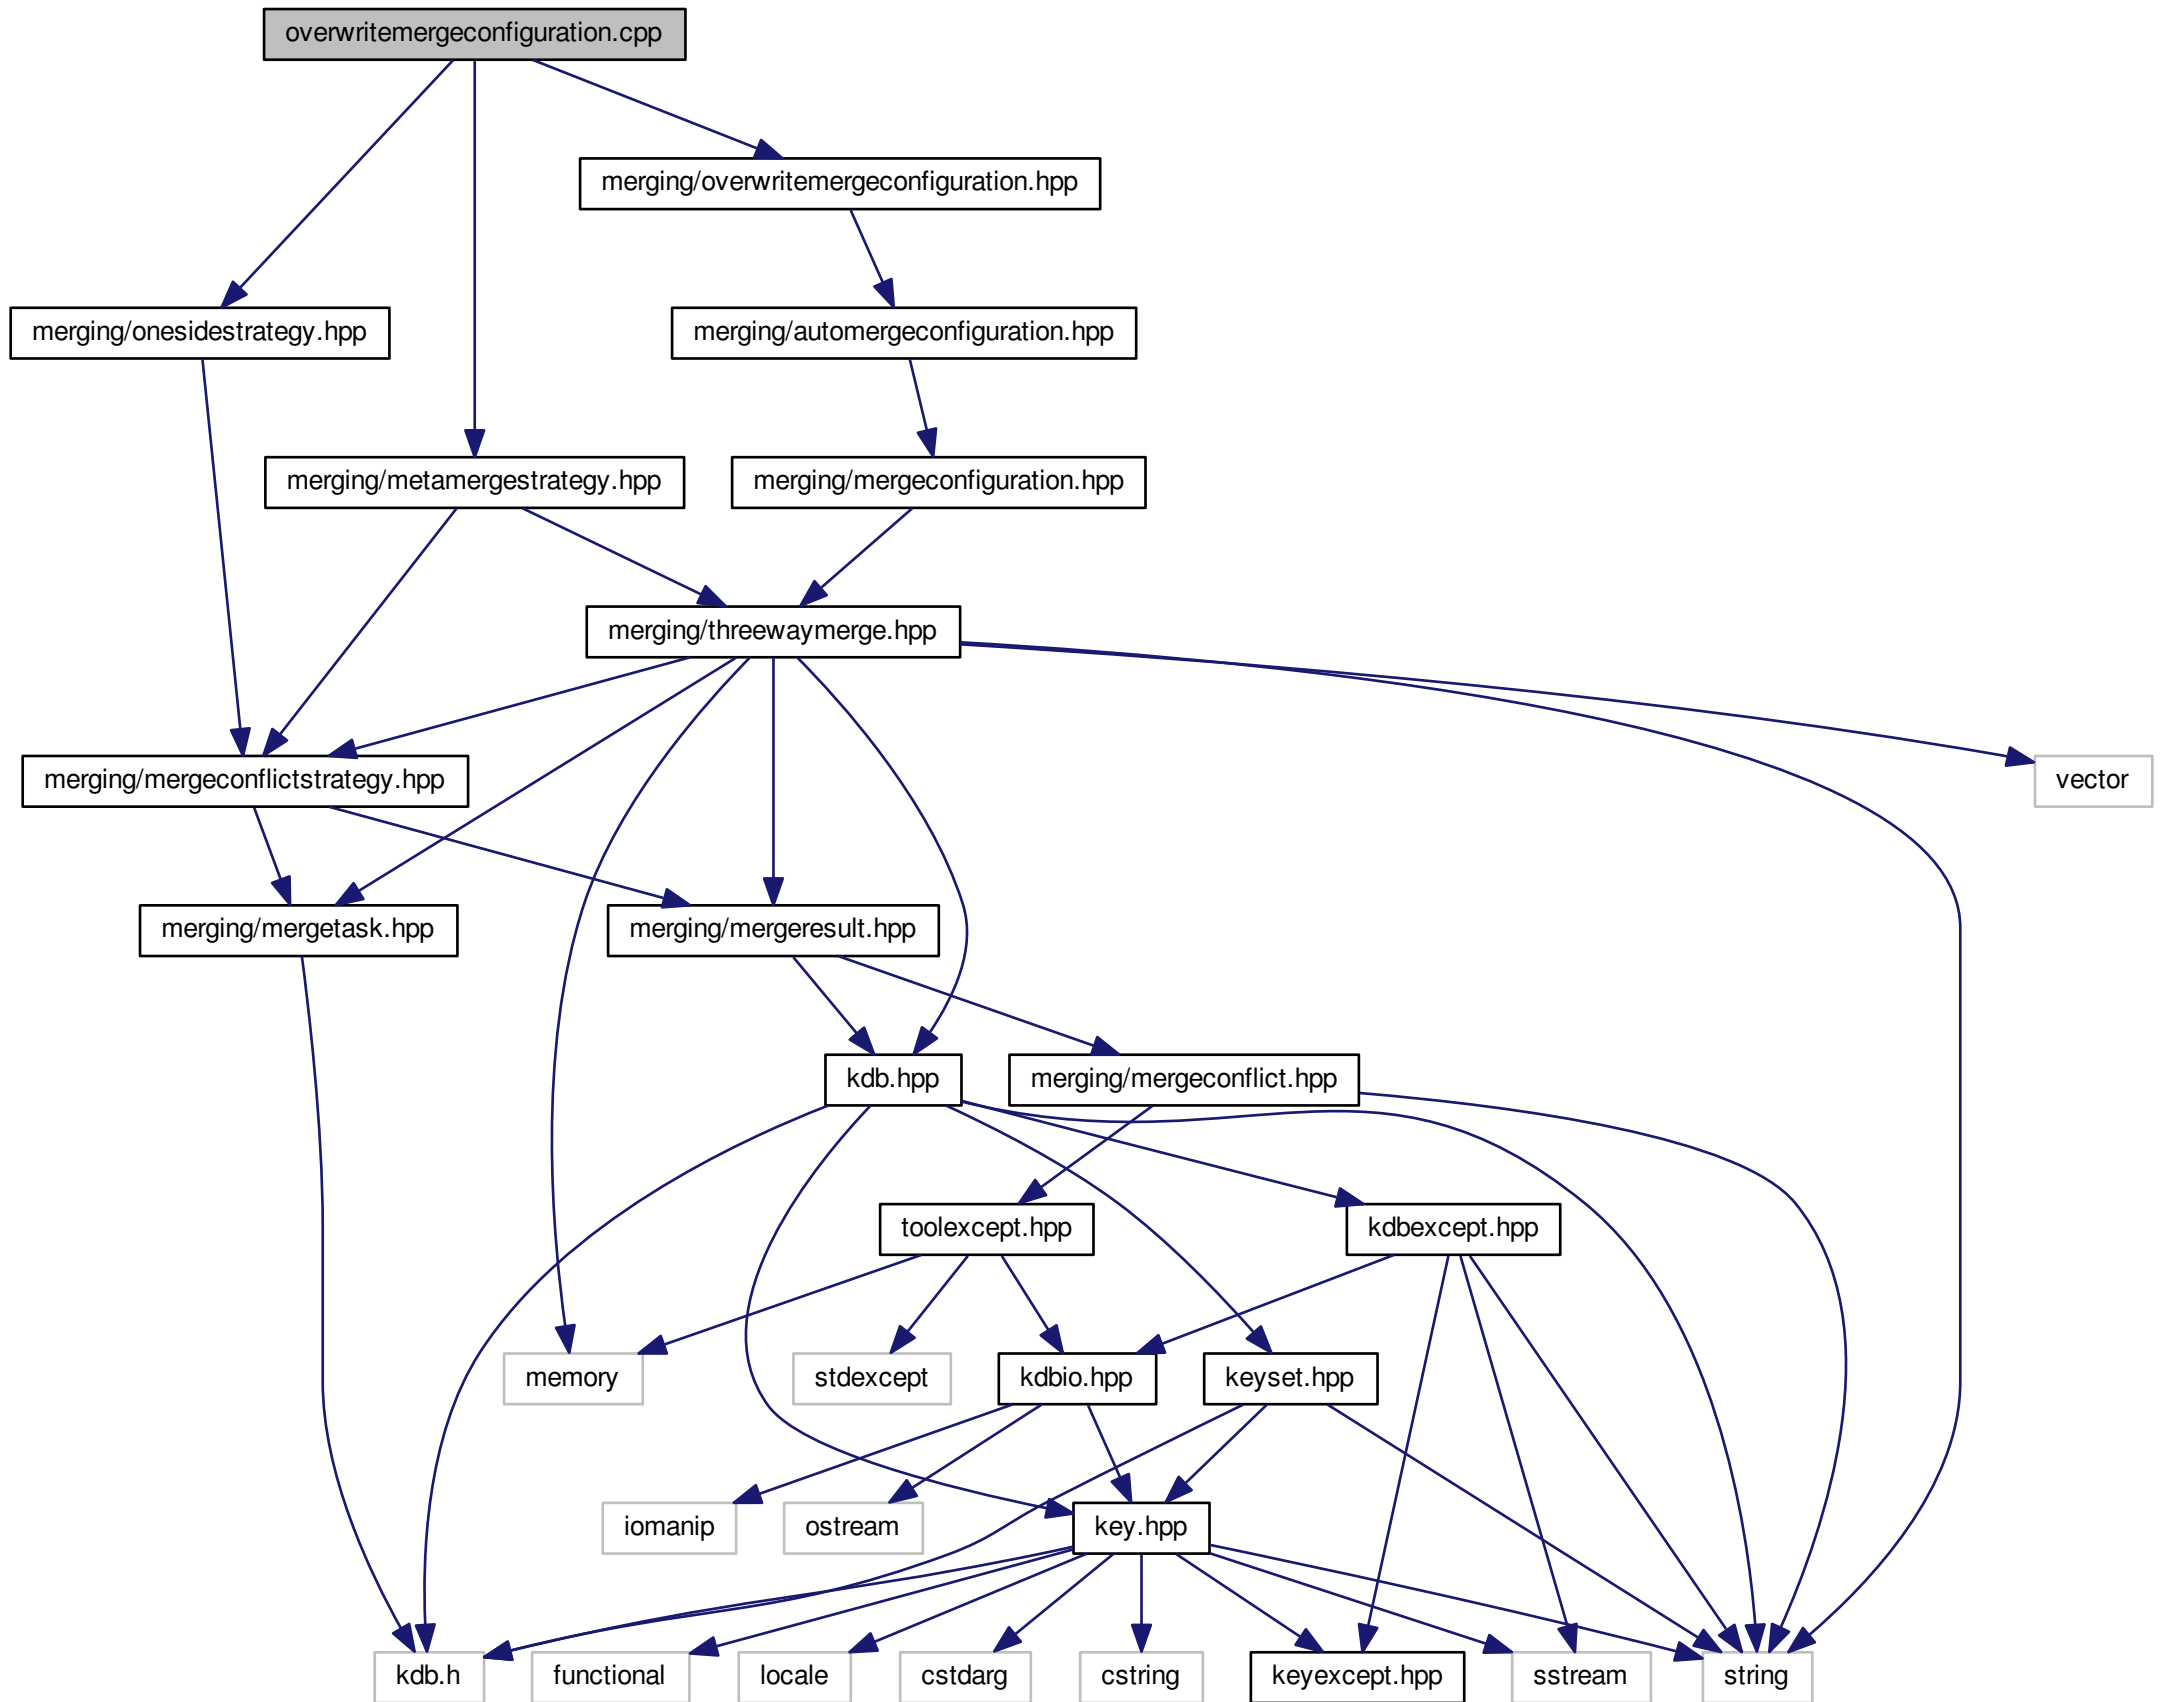 overwritemergeconfiguration.cpp
merging/overwritemergeconfiguration.hpp
merging/onesidestrategy.hpp
merging/automergeconfiguration.hpp
merging/metamergestrategy.hpp
merging/mergeconfiguration.hpp
merging/threewaymerge.hpp
merging/mergeconflictstrategy.hpp
vector
merging/mergetask.hpp
merging/mergeresult.hpp
kdb.hpp
merging/mergeconflict.hpp
toolexcept.hpp
kdbexcept.hpp
memory
stdexcept
kdbio.hpp
keyset.hpp
iomanip
ostream
key.hpp
kdb.h
functional
locale
cstdarg
cstring
keyexcept.hpp
sstream
string